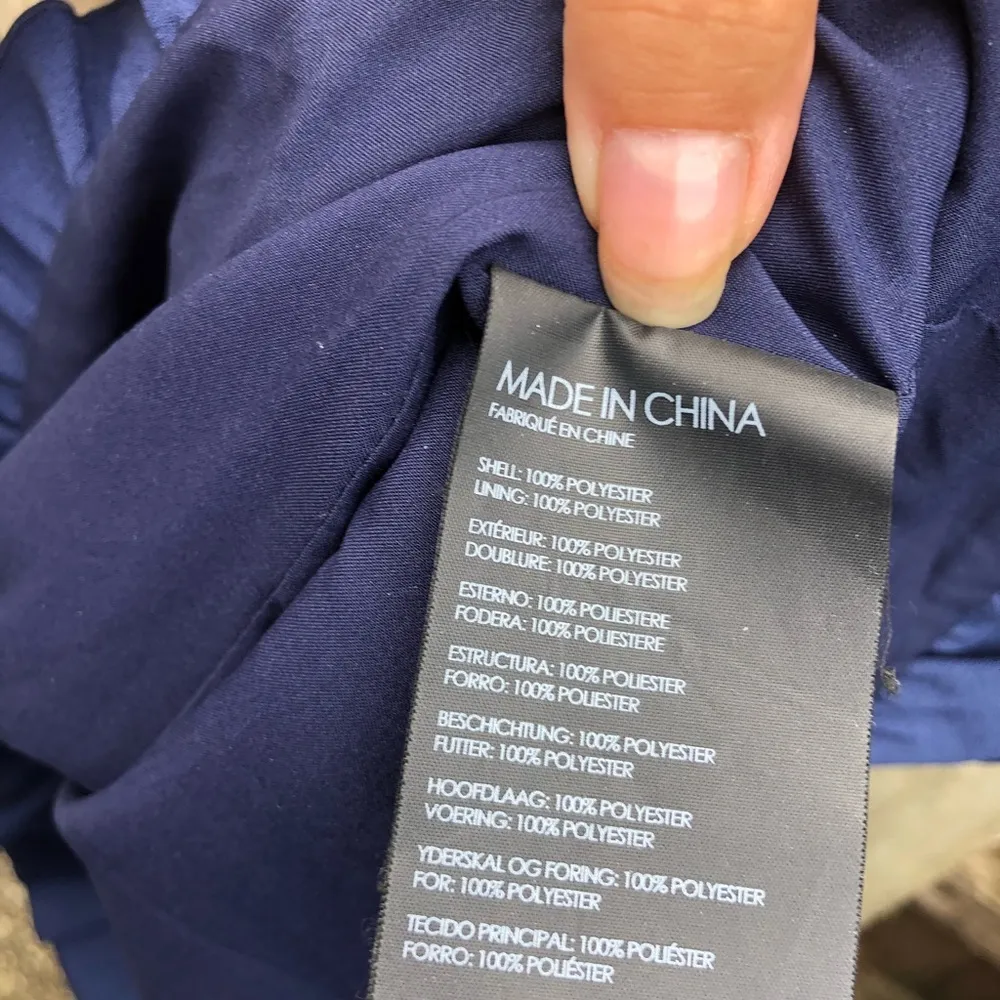 MADE IN CHINA
FABRIQUÉ EN CHINE
SHELL: 100% POLYESTER
LINING: 100% POLYESTER
EXTÉRIEUR: 100% POLYESTER
DOUBLURE: 100% POLYESTER
ESTERNO: 100% POLIESTERE
FODERA: 100% POLIESTERE
ESTRUCTURA: 100% POLIESTER
FORRO: 100% POLIESTER
BESCHICHTUNG: 100% POLYESTER
FUTTER: 100% POLYESTER
HOOFDLAAG: 100% POLYESTER
VOERING: 100% POLYESTER
YDERSKAL OG FORING: 100% POLYESTER
FOR: 100% POLYESTER
TECIDO PRINCIPAL: 100% POLIÉSTER
FORRO: 100% POLIÉSTER